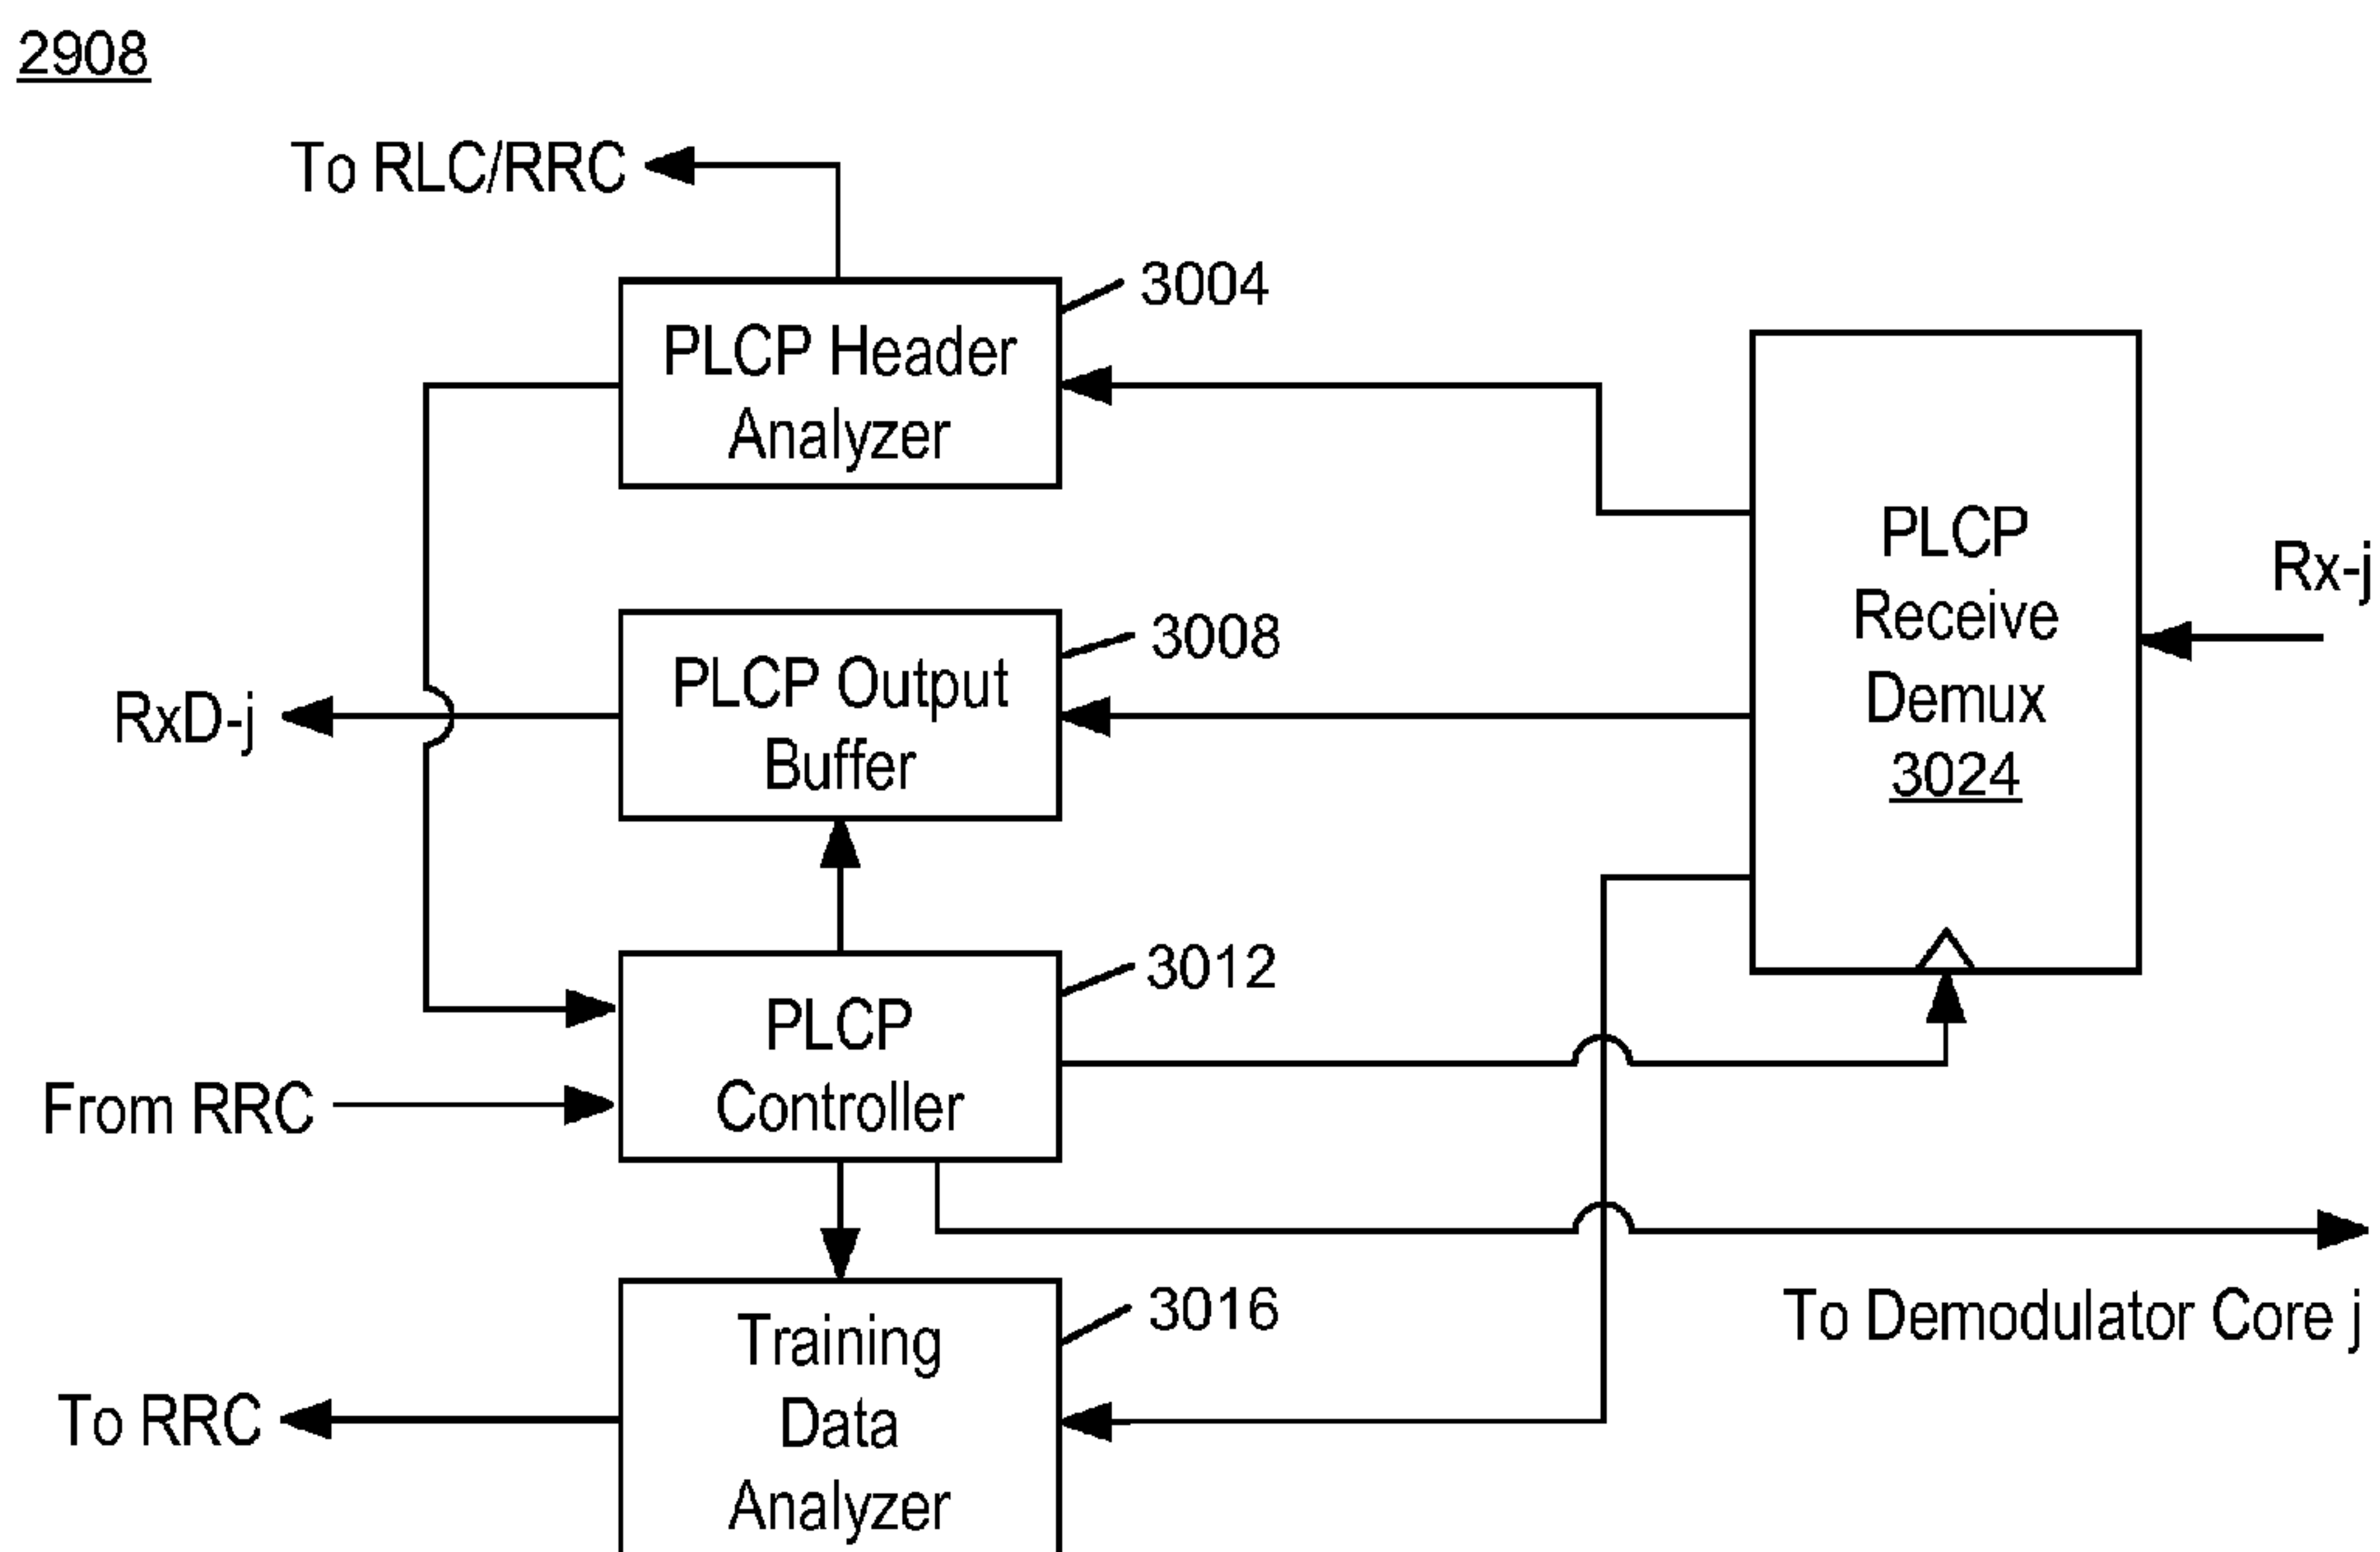 2908
To RLC/RRC
3004
PLCP Header
Analyzer
PLCP
Receive
Demux
3024
Rx-j
3008
PLCP Output
Buffer
RxD-j
3012
PLCP
Controller
From RRC
To Demodulator Core j
3016
Training
Data
Analyzer
To RRC